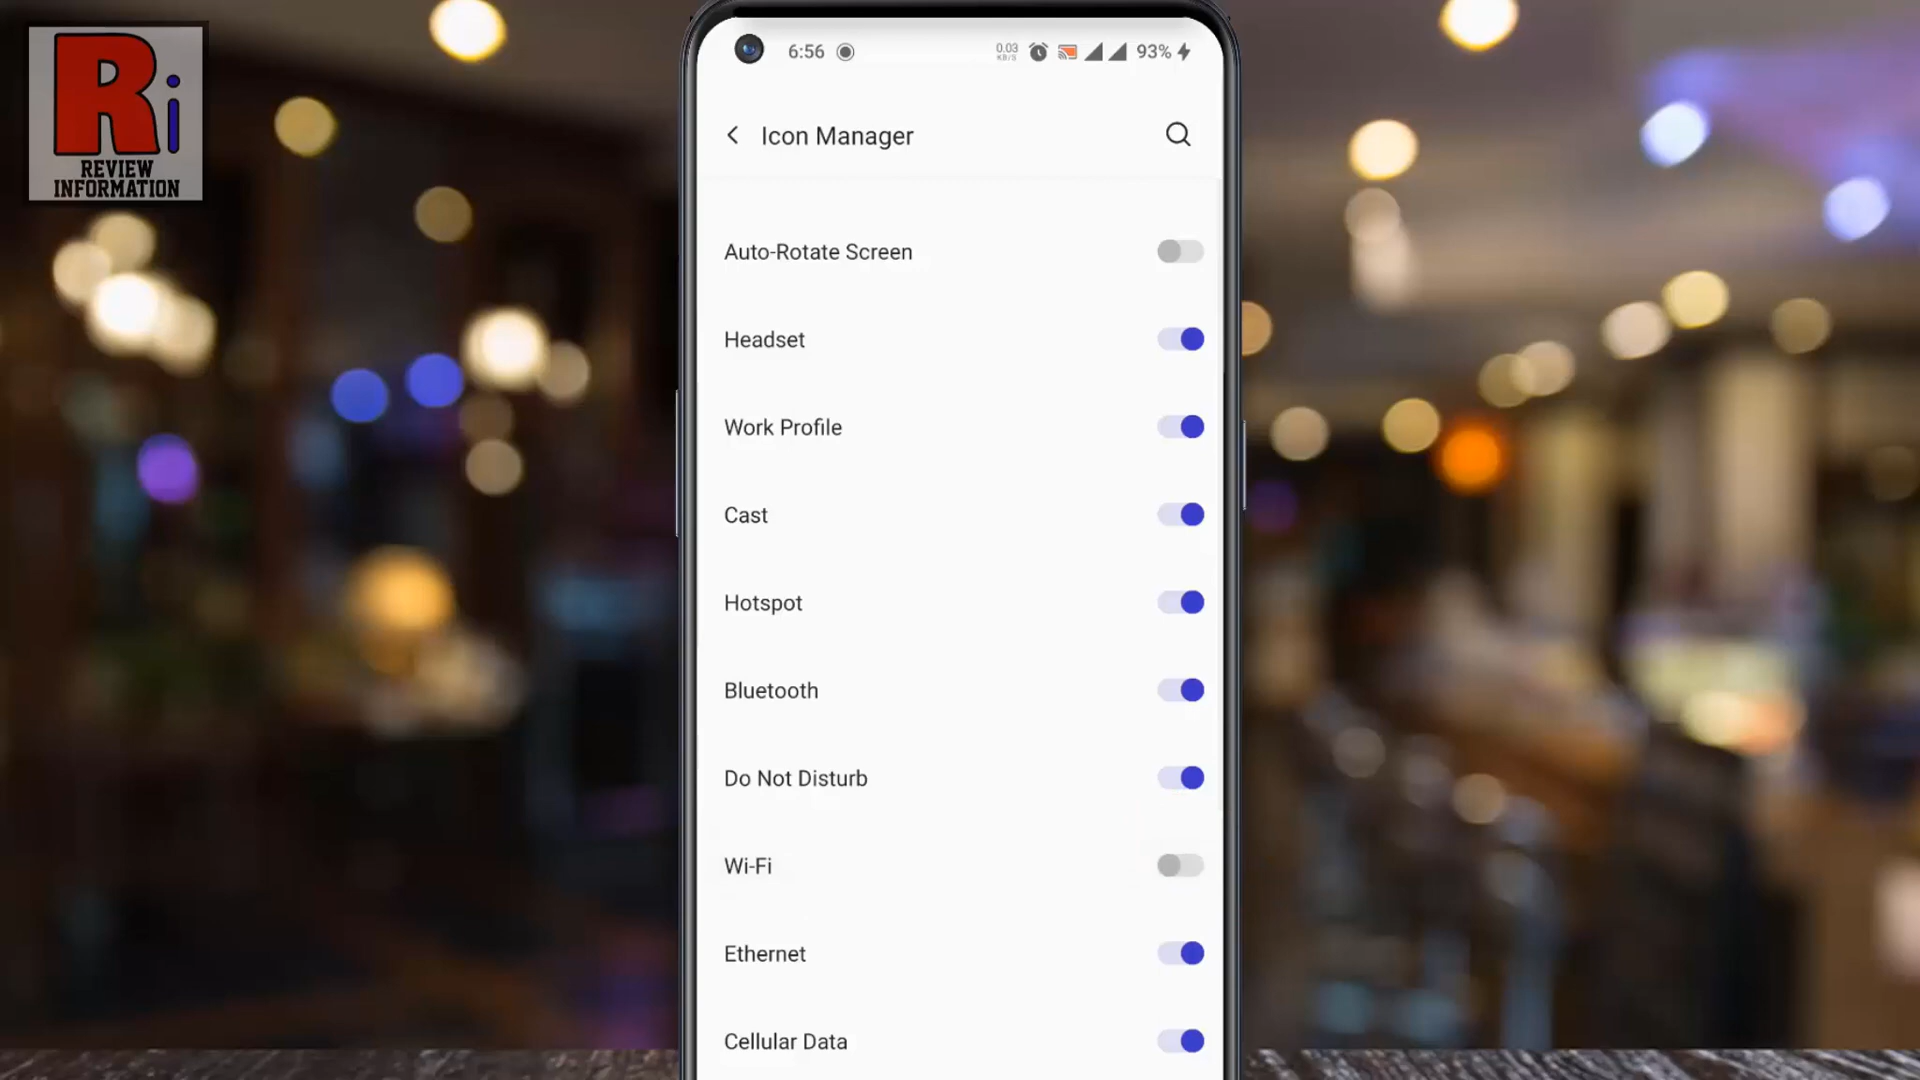 Ri
REVIEW
INFORMATION
6:56
0.03
KB/S
93%
Icon Manager
Auto-Rotate Screen
Headset
Work Profile
Cast
Hotspot
Bluetooth
Do Not Disturb
Wi-Fi
Ethernet
Cellular Data